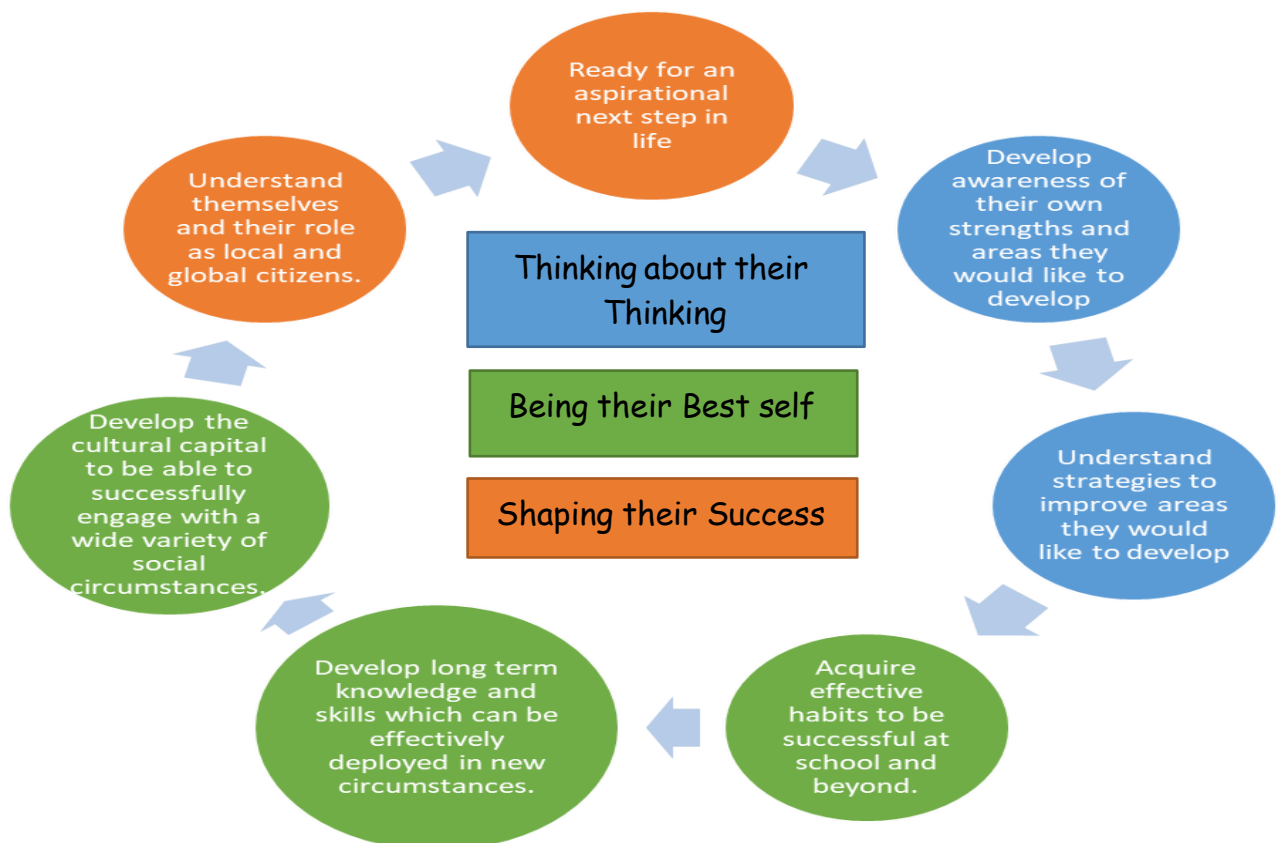 Ready for an
aspirational
next step in
life
Develop
awareness of
their own
strengths and
areas they
would like to
develop
Understand
strategies to
improve areas
they would
like to develop
Acquire
effective
habits to be
successful at
school and
beyond.
Develop long term
knowledge and
skills which can be
effectively
deployed in new
circumstances.
Develop the
cultural capital
to be able to
successfully
engage with a
wide variety of
social
circumstances.
Understand
themselves
and their role
as local and
global citizens.
Thinking about their
Thinking
Being their Best self
Shaping their Success